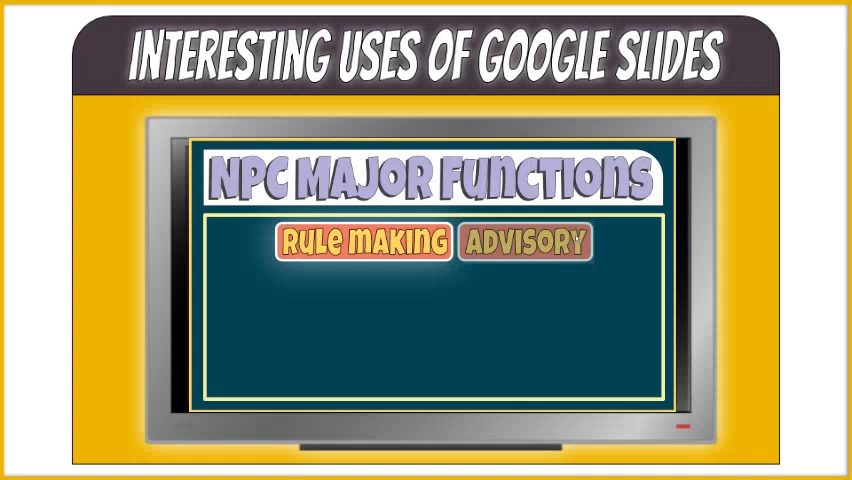 INTERESTING USES OF GOOGLE SLIDES
NPC MAJOR FUNCTIONS
RULE MAKING ADVISORY